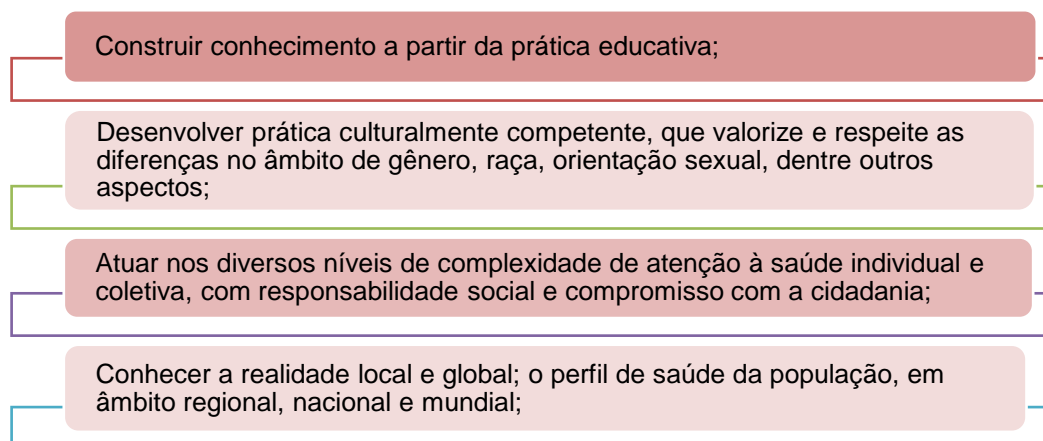 Construir conhecimento a partir da prática educativa;
Desenvolver prática culturalmente competente, que valorize e respeite as
diferenças no âmbito de gênero, raça, orientação sexual, dentre outros
aspectos;
Atuar nos diversos níveis de complexidade de atenção à saúde individual e
coletiva, com responsabilidade social e compromisso com a cidadania;
Conhecer a realidade local e global; o perfil de saúde da população, em
âmbito regional, nacional e mundial;